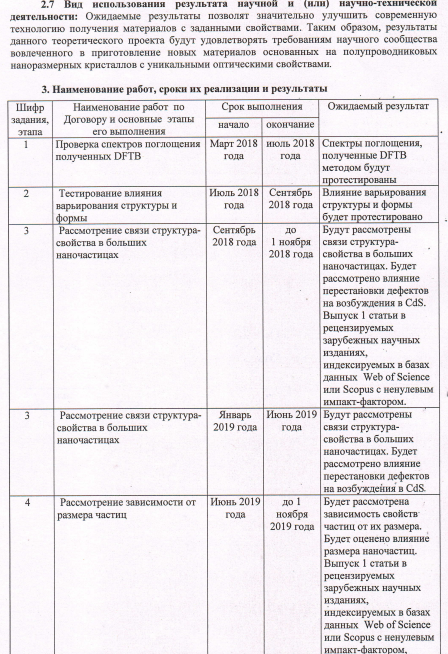 2.7 Вид использования результата научной и (или) научно-технической
деятельности: Ожидаемые результаты позволят значительно улучшить современную
технологию получения материалов с заданными свойствами. Таким образом, результаты
данного теоретического проекта будут удовлетворять требованиям научного сообщества
вовлеченного в приготовление новых материалов основанных на полупроводниковых
наноразмерных кристаллов с уникальными оптическими свойствами.
3. Наименование работ, сроки их реализации и результаты
Шифр задания, этапа
Наименование работ по Договору и основные этапы его выполнения
Срок выполнения
начало
окончание
Ожидаемый результат
1
Проверка спектров поглощения
полученных DFTB
Март 2018
года
июль 2018
года
Спектры поглощения,
полученные DFTB
методом будут
протестированы
2
Тестирование влияния
варьирования структуры и
формы
Июль 2018
года
Сентябрь
2018 года
Влияние варьирования
структуры и формы
будет протестировано
3
Рассмотрение связи структура-
свойства в больших
наночастицах
Сентябрь
2018 года
до
1 ноября
2018 года
Будут рассмотрены
связи структура-
свойства в больших
наночастицах. Будет
рассмотрено влияние
перестановки дефектов
на возбуждения в CdS.
Выпуск 1 статьи в
рецензируемых
зарубежных научных
изданиях,
индексируемых в базах
данных Web of Science
или Scopus с ненулевым
импакт-фактором.
3
Рассмотрение связи структура-
свойства в больших
наночастицах
Январь
2019 года
Июнь 2019
года
Будут рассмотрены
связи структура-
свойства в больших
наночастицах. Будет
рассмотрено влияние
перестановки дефектов
на возбуждения в CdS.
4
Рассмотрение зависимости от
размера частиц
Июнь 2019
года
до 1
ноября
2019 года
Будет рассмотрена
зависимость свойств
частиц от их размера.
Будет оценено влияние
размера наночастиц.
Выпуск 1 статьи в
рецензируемых
зарубежных научных
изданиях,
индексируемых в базах
данных Web of Science
или Scopus с ненулевым
импакт-фактором,